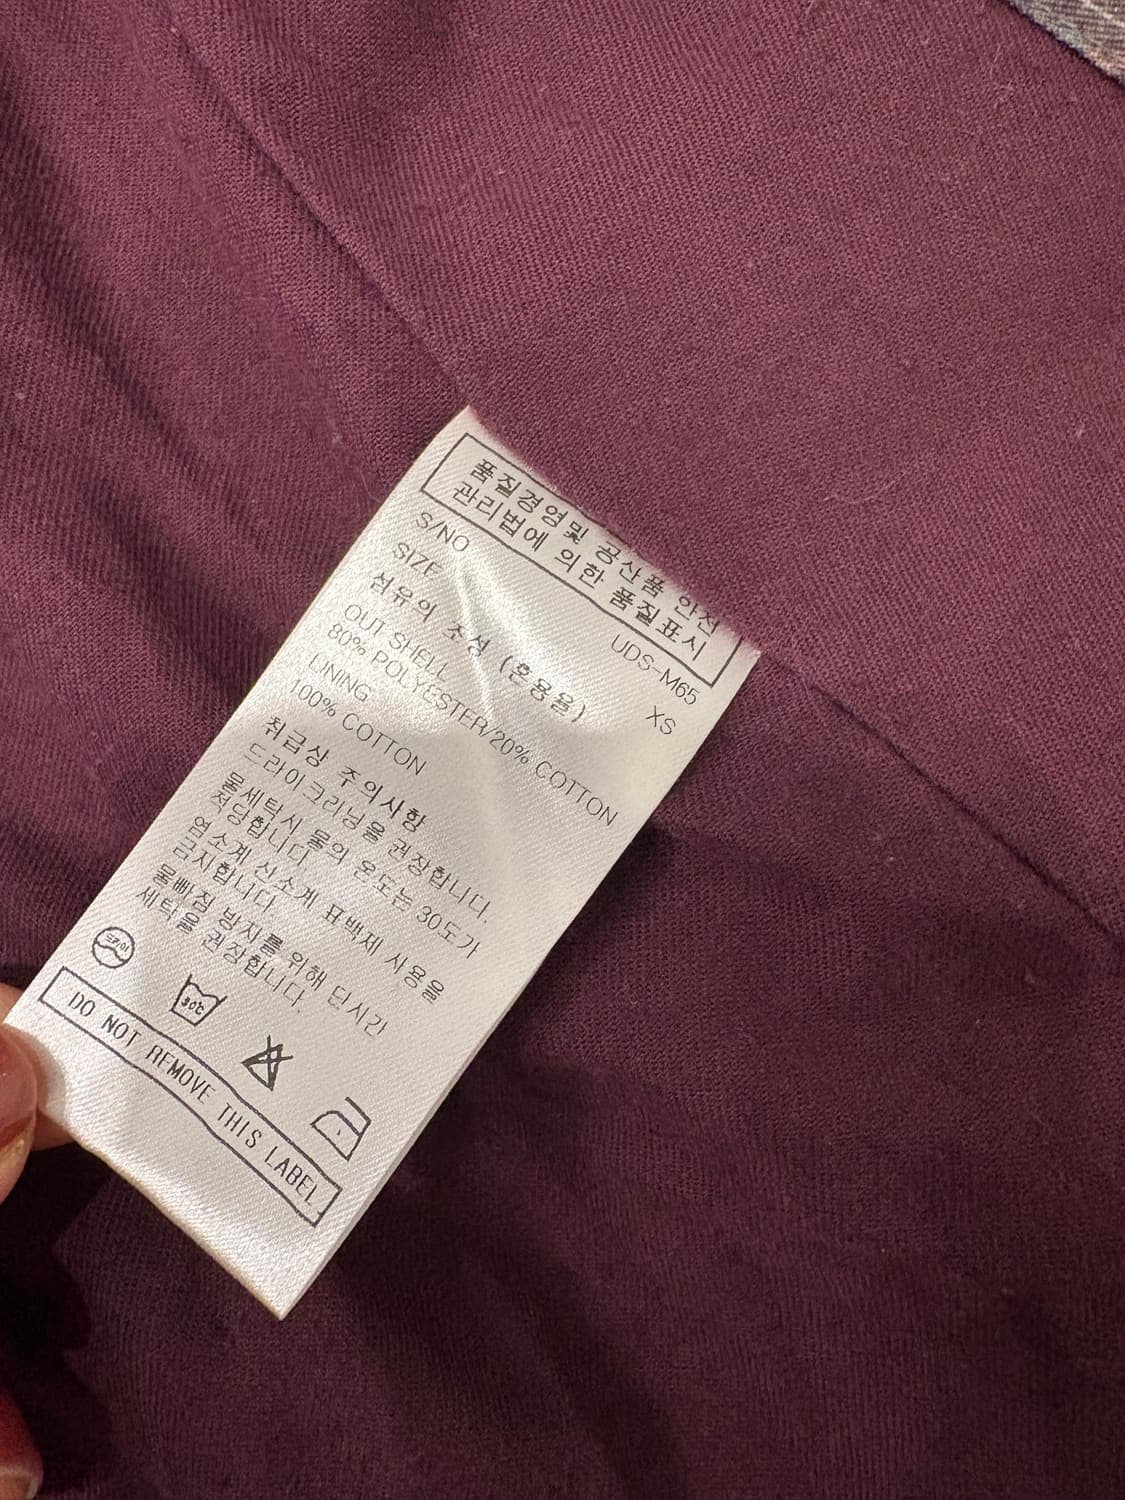 품질경영및 공산품 안전
관리법에 의한 품질표시
S/NO UDS-M65
SIZE XS
섬유의 조성 (혼용율)
OUT SHELL
80% POLYESTER/20% COTTON
LINING
100% COTTON
취급상 주의사항
드라이크리닝을 권장합니다.
물세탁시 물의 온도는 30도가
적당합니다.
염소계 산소계 표백제 사용을
금지합니다.
물빠짐 방지를 위해 단시간
세탁을 권장합니다.
드라이
30℃
DO NOT REMOVE THIS LABEL